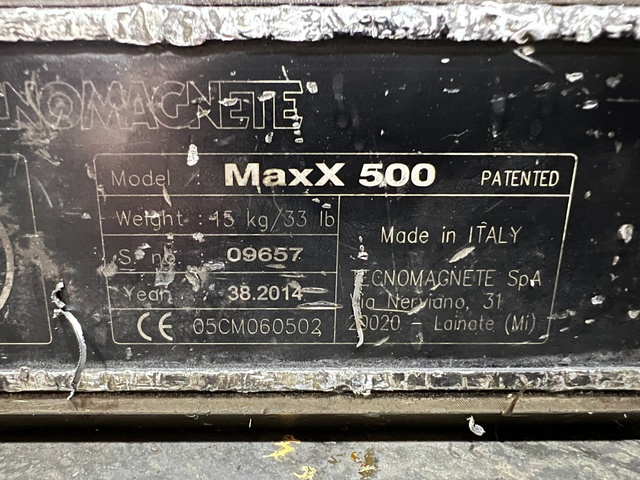 TECNOMAGNETE
Model : MaxX 500 PATENTED
Weight : 15 kg/33 lb
S. no. 09657
Year : 38.2014
CE 05CM060502
Made in ITALY
TECNOMAGNETE SpA
Via Nerviano, 31
20020 - Lainate (Mi)